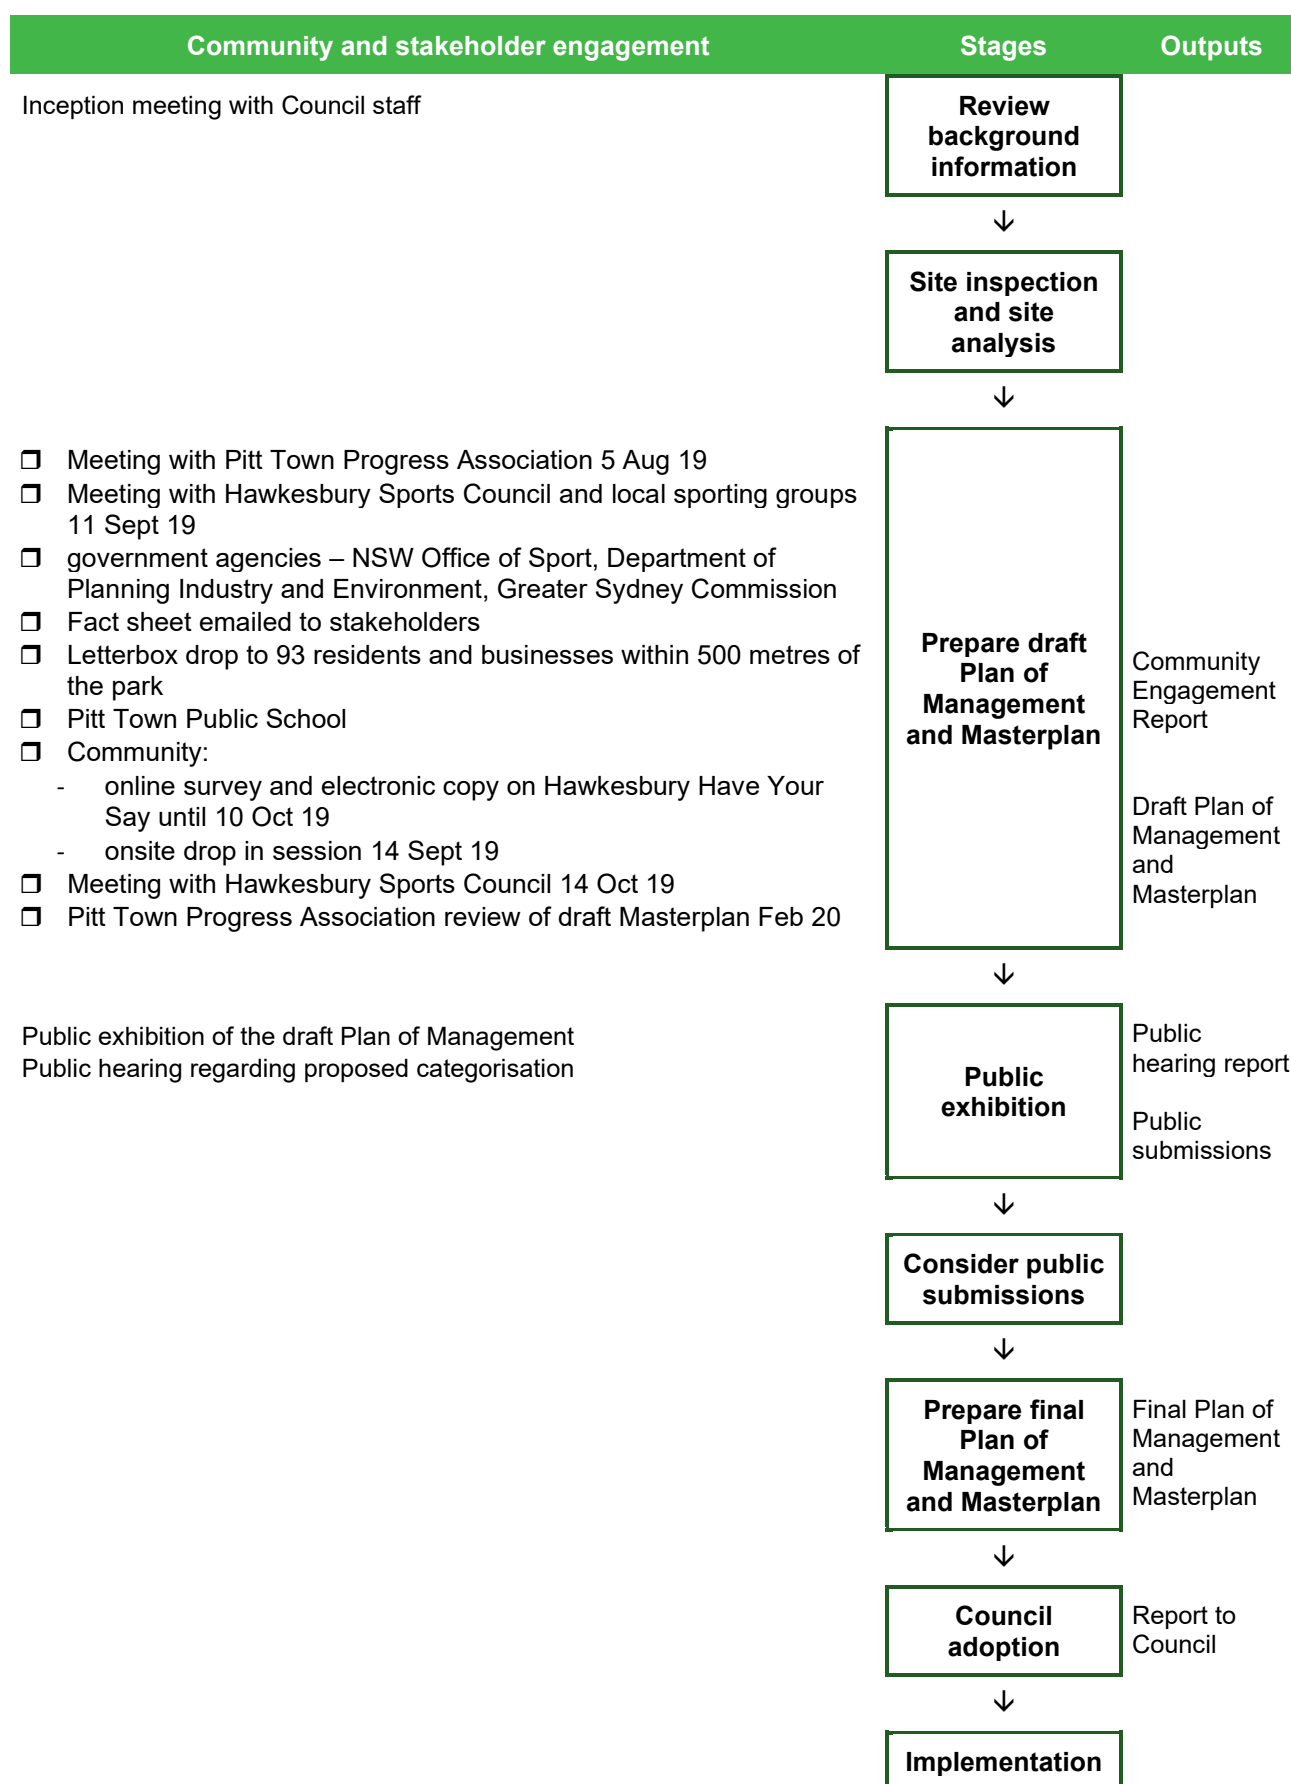 Community and stakeholder engagement Stages Outputs
Inception meeting with Council staff
Review
background
information
↓
Site inspection
and site
analysis
↓
❒ Meeting with Pitt Town Progress Association 5 Aug 19
❒ Meeting with Hawkesbury Sports Council and local sporting groups
11 Sept 19
❒ government agencies – NSW Office of Sport, Department of
Planning Industry and Environment, Greater Sydney Commission
❒ Fact sheet emailed to stakeholders
❒ Letterbox drop to 93 residents and businesses within 500 metres of
the park
❒ Pitt Town Public School
❒ Community:
- online survey and electronic copy on Hawkesbury Have Your
Say until 10 Oct 19
- onsite drop in session 14 Sept 19
❒ Meeting with Hawkesbury Sports Council 14 Oct 19
❒ Pitt Town Progress Association review of draft Masterplan Feb 20
Prepare draft
Plan of
Management
and Masterplan
Community
Engagement
Report
Draft Plan of
Management
and
Masterplan
↓
Public exhibition of the draft Plan of Management
Public hearing regarding proposed categorisation
Public
exhibition
Public
hearing report
Public
submissions
↓
Consider public
submissions
↓
Prepare final
Plan of
Management
and Masterplan
Final Plan of
Management
and
Masterplan
↓
Council
adoption
Report to
Council
↓
Implementation